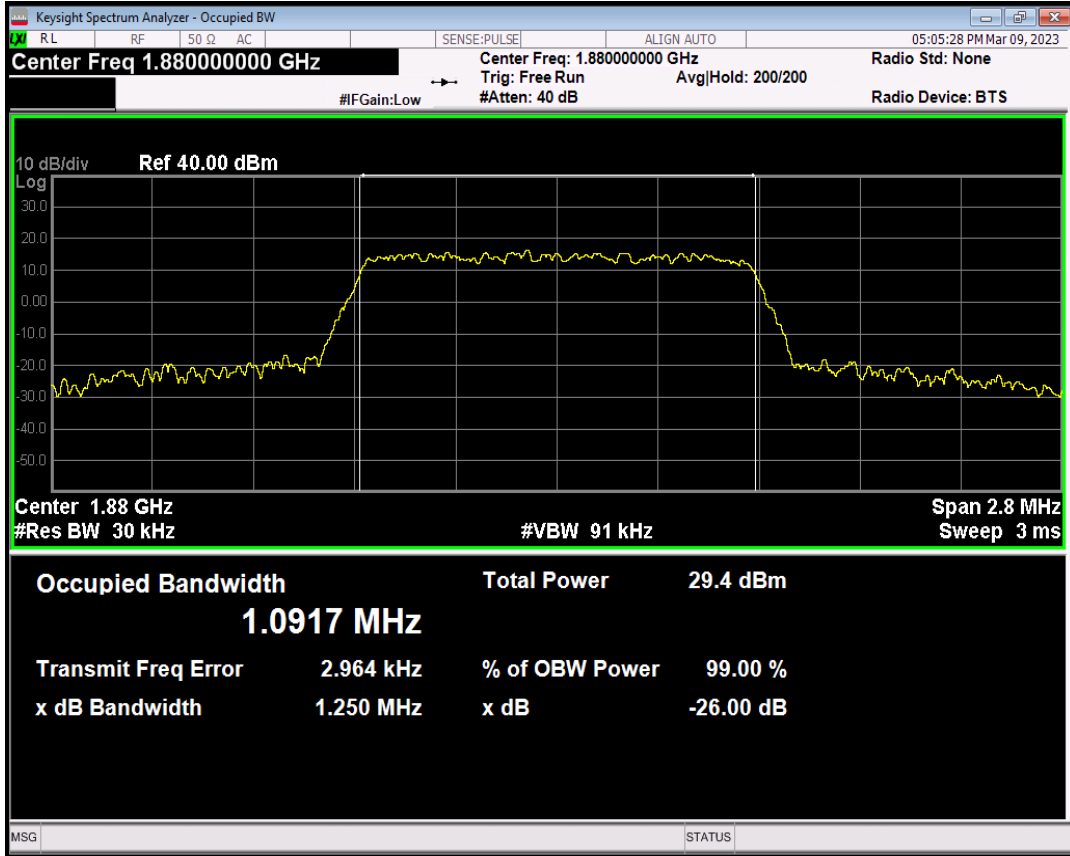 Keysight Spectrum Analyzer - Occupied BW
LXI RL RF 50 Ω AC SENSE:PULSE ALIGN AUTO 05:05:28 PM Mar 09, 2023
Center Freq 1.880000000 GHz
Center Freq: 1.880000000 GHz
Radio Std: None
Trig: Free Run Avg|Hold: 200/200
#IFGain:Low #Atten: 40 dB Radio Device: BTS
10 dB/div Ref 40.00 dBm
Log
30.0
20.0
10.0
0.00
-10.0
-20.0
-30.0
-40.0
-50.0
Center 1.88 GHz Span 2.8 MHz
#Res BW 30 kHz #VBW 91 kHz Sweep 3 ms
Occupied Bandwidth Total Power 29.4 dBm
1.0917 MHz
Transmit Freq Error 2.964 kHz % of OBW Power 99.00 %
x dB Bandwidth 1.250 MHz x dB -26.00 dB
MSG STATUS